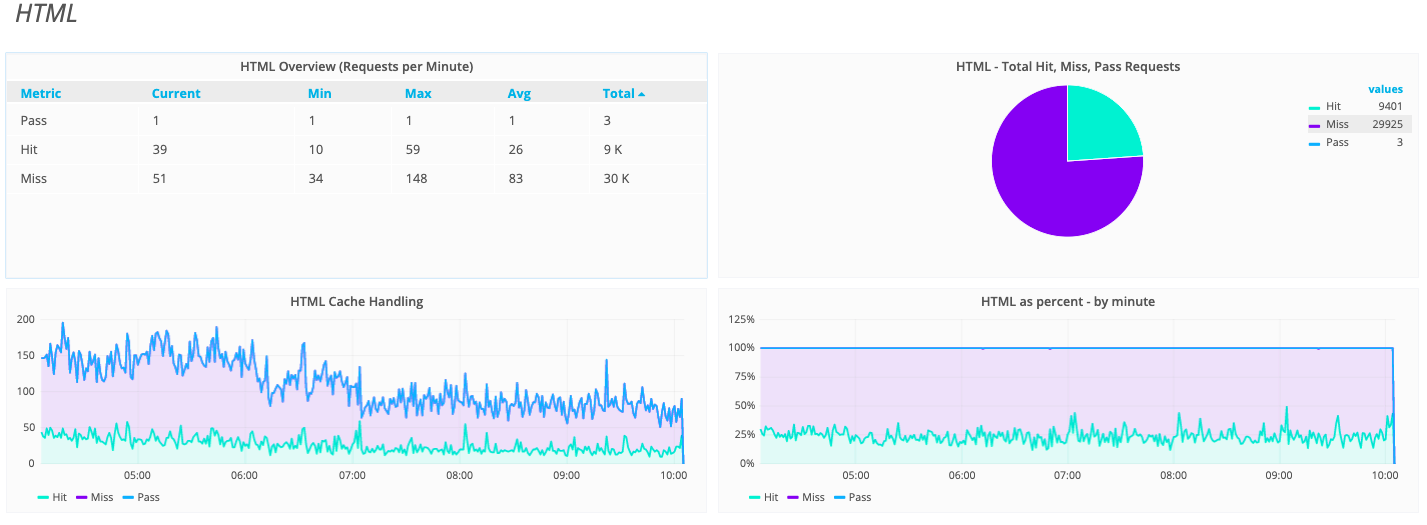 HTML
HTML Overview (Requests per Minute)
Metric Current Min Max Avg Total
Pass 1 1 1 1 3
Hit 39 10 59 26 9 K
Miss 51 34 148 83 30 K
HTML - Total Hit, Miss, Pass Requests
values
Hit 9401
Miss 29925
Pass 3
HTML Cache Handling
200
150
100
50
0
05:00 06:00 07:00 08:00 09:00 10:00
Hit Miss Pass
HTML as percent - by minute
125%
100%
75%
50%
25%
0%
05:00 06:00 07:00 08:00 09:00 10:00
Hit Miss Pass